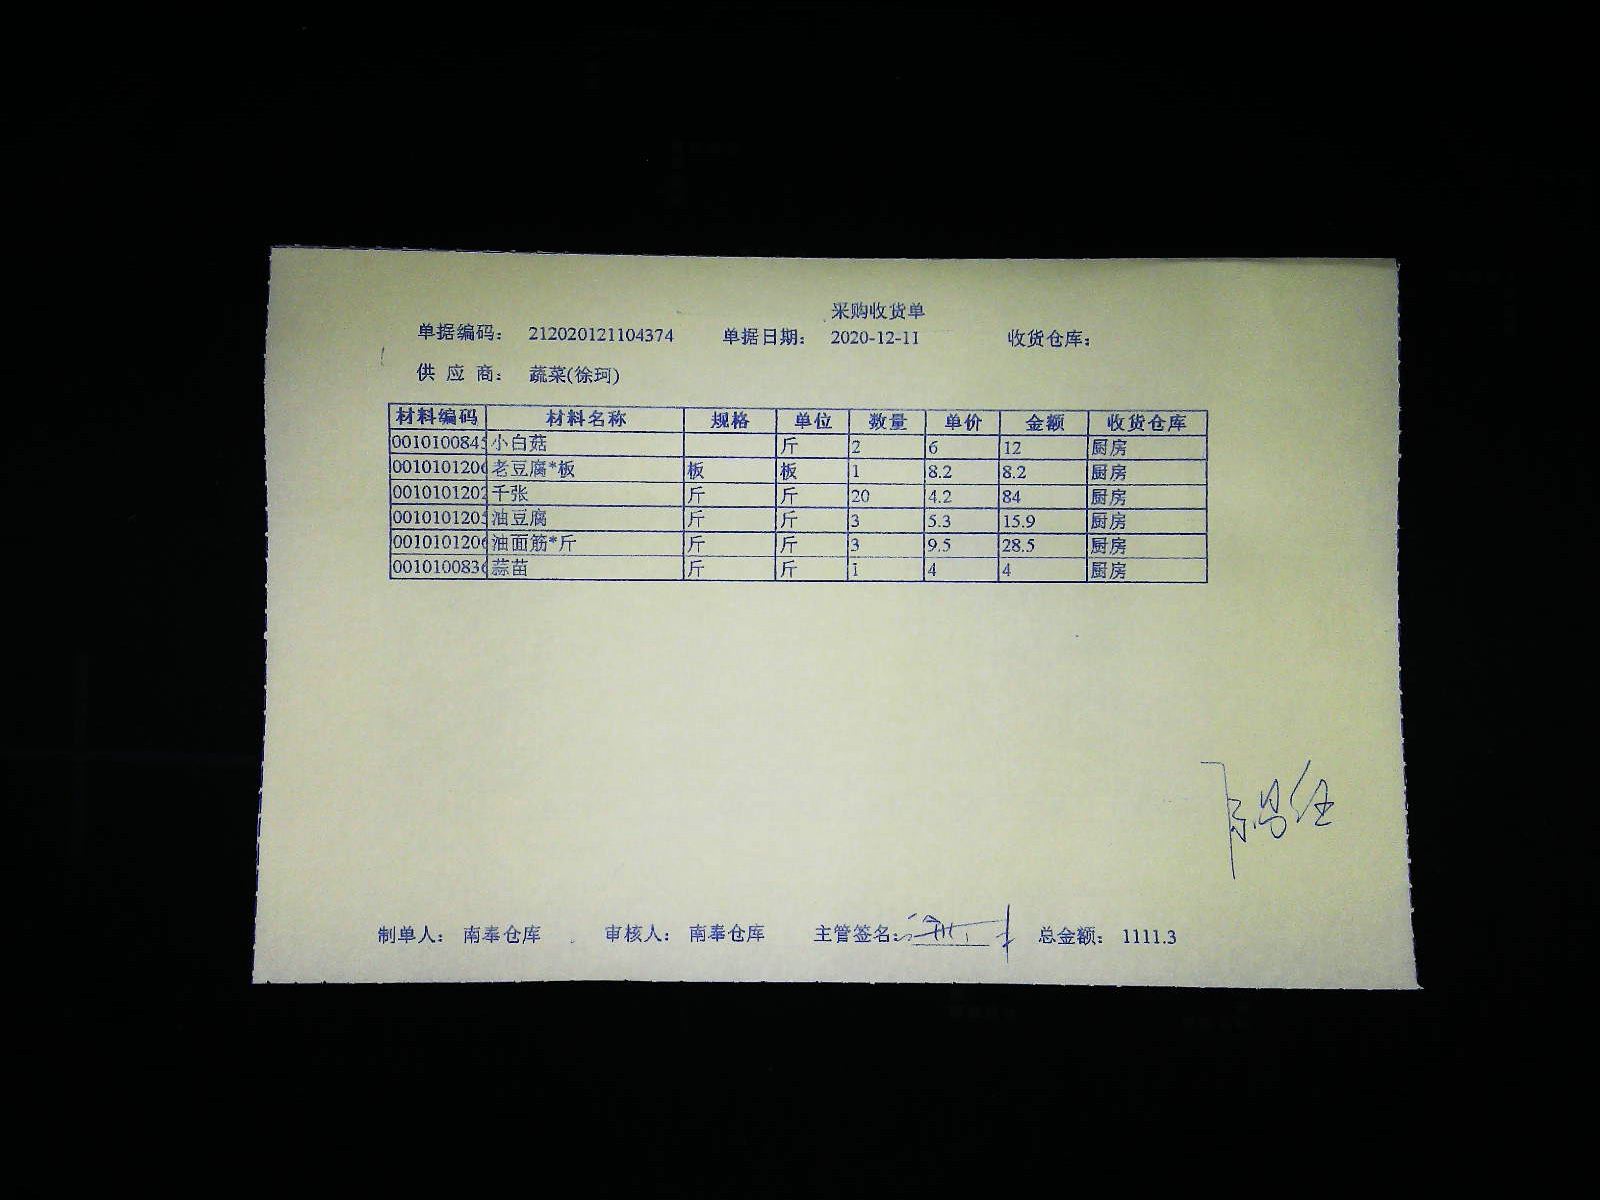 采购收货单
单据编码： 212020121104374 单据日期： 2020-12-11 收货仓库：
供 应 商： 蔬菜(徐珂)
材料编码 材料名称 规格 单位 数量 单价 金额 收货仓库
001010084 小白菇 斤 2 6 12 厨房
001010120 老豆腐*板 板 板 1 8.2 8.2 厨房
001010120 千张 斤 斤 20 4.2 84 厨房
001010120 油豆腐 斤 斤 3 5.3 15.9 厨房
001010120 油面筋*斤 斤 斤 3 9.5 28.5 厨房
001010083 蒜苗 斤 斤 1 4 4 厨房
制单人： 南奉仓库 审核人： 南奉仓库 主管签名： 总金额： 1111.3